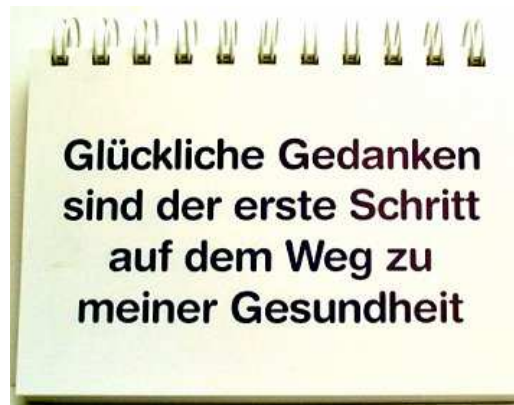 Glückliche Gedanken
sind der erste Schritt
auf dem Weg zu
meiner Gesundheit